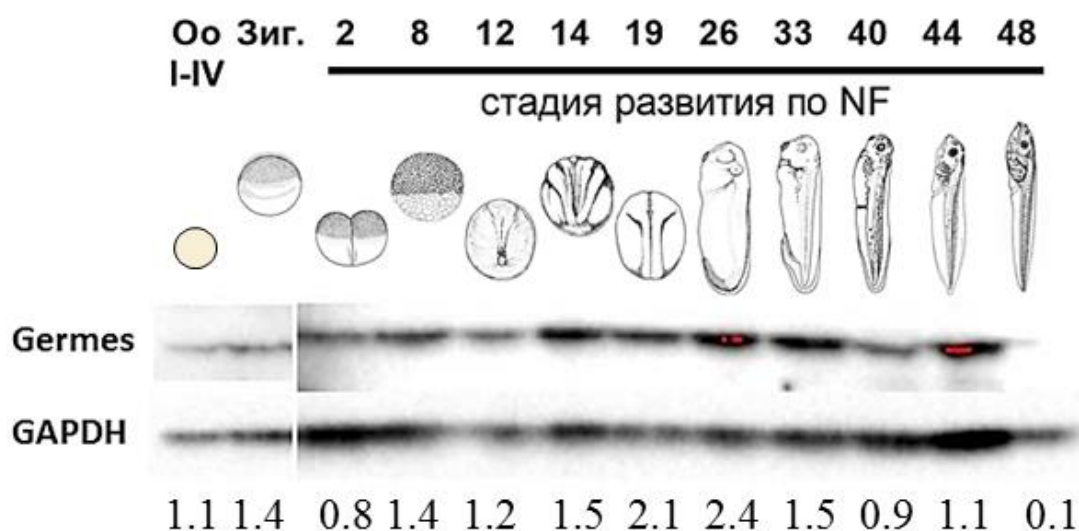 Оо Зиг. 2 8 12 14 19 26 33 40 44 48
I-IV
стадия развития по NF
Germes
GAPDH
1.1 1.4 0.8 1.4 1.2 1.5 2.1 2.4 1.5 0.9 1.1 0.1